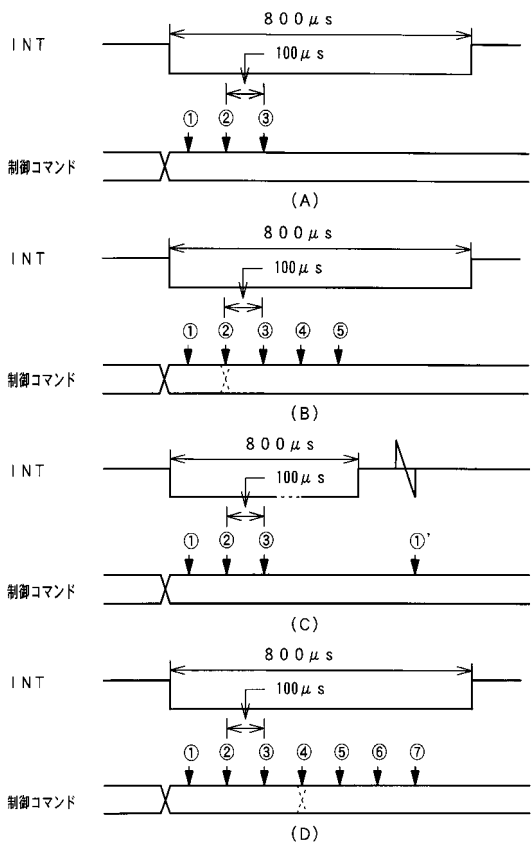 800μs
INT
100μs
① ② ③
制御コマンド
(A)
800μs
INT
100μs
① ② ③ ④ ⑤
制御コマンド
(B)
800μs
INT
100μs
① ② ③ ①'
制御コマンド
(C)
800μs
INT
100μs
① ② ③ ④ ⑤ ⑥ ⑦
制御コマンド
(D)